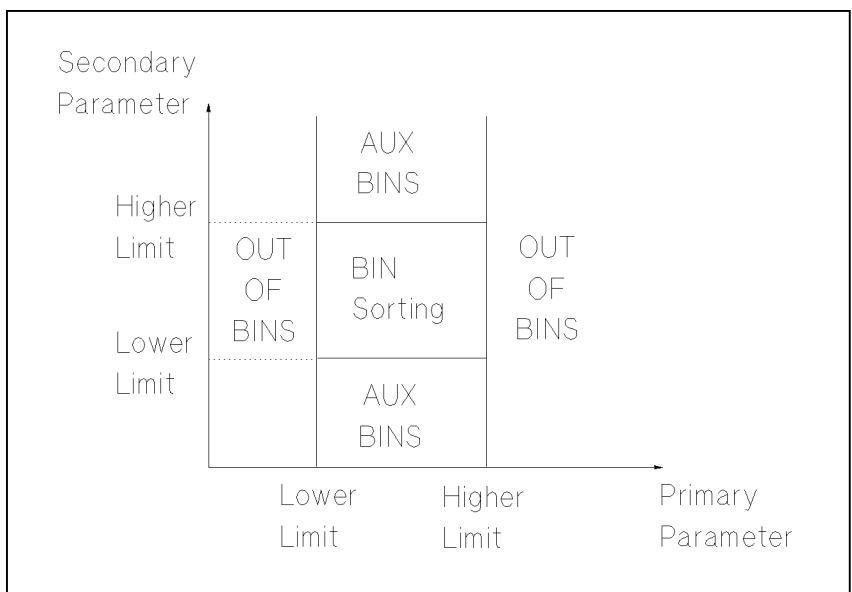 Secondary
Parameter
AUX
BINS
Higher
Limit
OUT
OF
BINS
BIN
Sorting
OUT
OF
BINS
Lower
Limit
AUX
BINS
Lower
Limit
Higher
Limit
Primary
Parameter